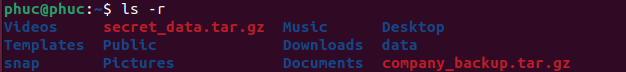 phuc@phuc:~$ ls -r
Videos secret_data.tar.gz Music Desktop
Templates Public Downloads data
snap Pictures Documents company_backup.tar.gz